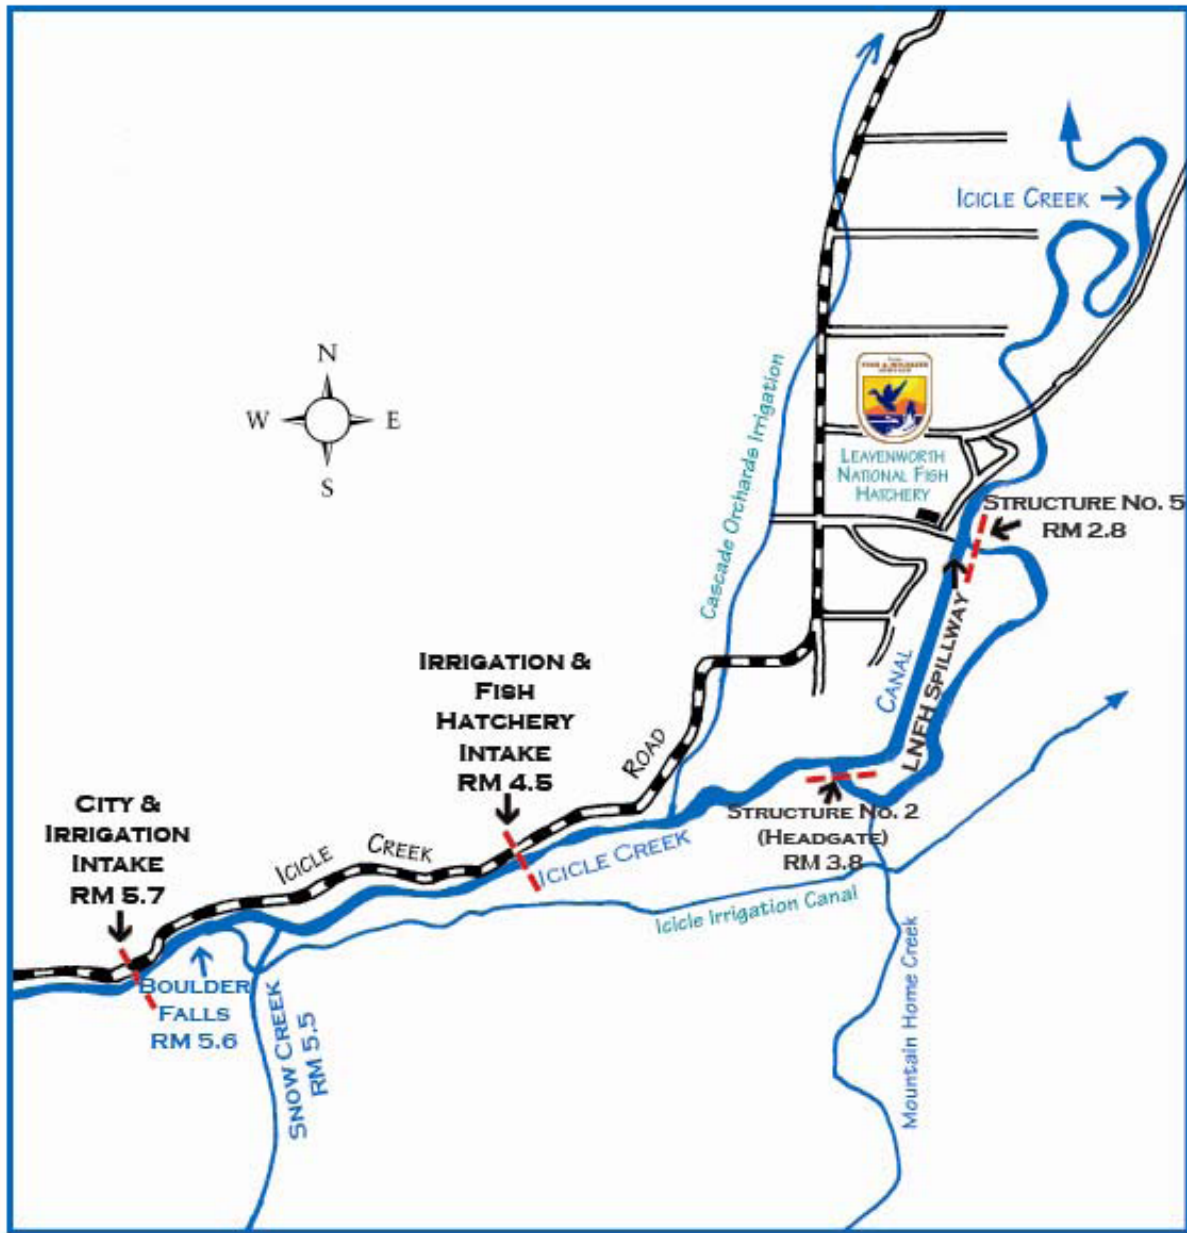 ICICLE CREEK
N
W
E
S
FISH & WILDLIFE
SERVICE
LEAVENWORTH
NATIONAL FISH
HATCHERY
Cascade Orchards Irrigation
STRUCTURE NO. 5
RM 2.8
CANAL
LNFH SPILLWAY
IRRIGATION &
FISH
HATCHERY
INTAKE
RM 4.5
ROAD
CITY &
IRRIGATION
INTAKE
RM 5.7
ICICLE CREEK
ICICLE CREEK
STRUCTURE NO. 2
(HEADGATE)
RM 3.8
Icicle Irrigation Canal
BOULDER
FALLS
RM 5.6
SNOW CREEK
RM 5.5
Mountain Home Creek